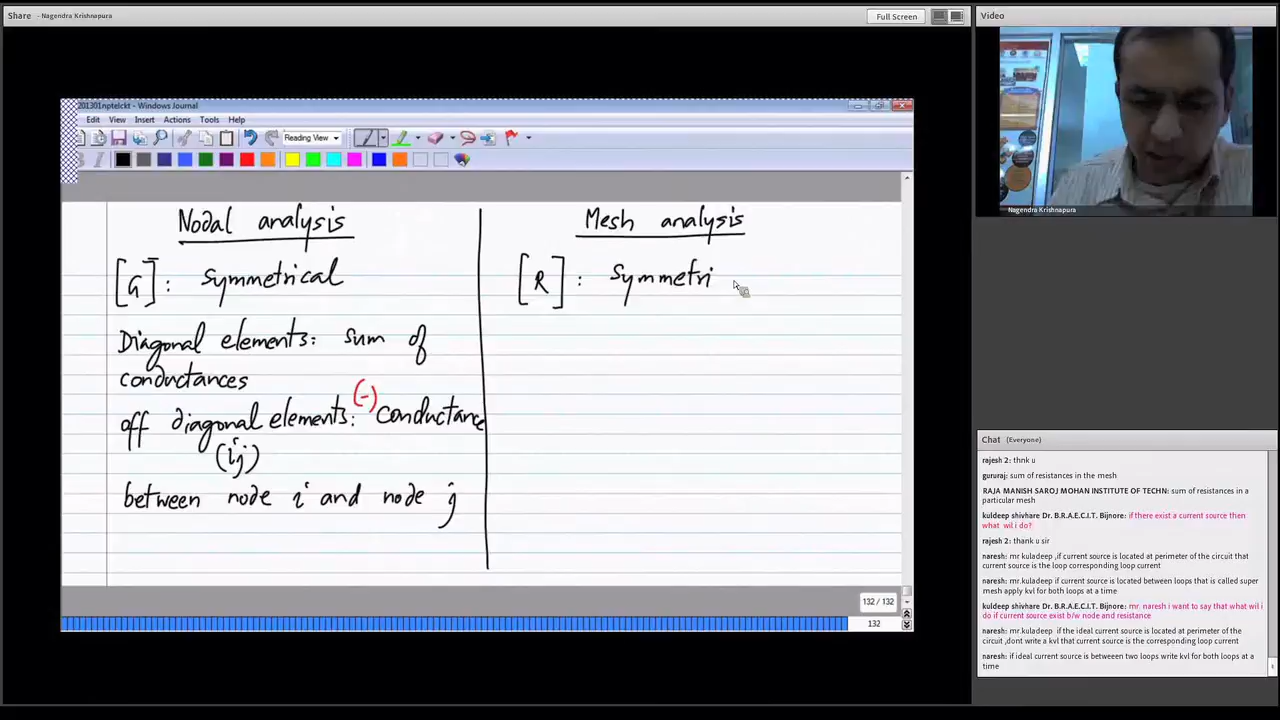 Share - Nagendra Krishnapura
Full Screen
Video
201301nptelckt - Windows Journal
Edit View Insert Actions Tools Help
Reading View
Nodal analysis
[G] : Symmetrical
Diagonal elements: sum of
conductances
(-)
off diagonal elements: conductance
(ij)
between node i and node j
Mesh analysis
[R] : Symmetri
132 / 132
132
Nagendra Krishnapura
Chat (Everyone)
rajesh 2: thnk u
gururaj: sum of resistances in the mesh
RAJA MANISH SAROJ MOHAN INSTITUTE OF TECHN: sum of resistances in a
particular mesh
kuldeep shivhare Dr. B.R.A.E.C.I.T. Bijnore: if there exist a current source then
what wil i do?
rajesh 2: thank u sir
naresh: mr.kuladeep ,if current source is located at perimeter of the circuit that
current source is the loop corresponding loop current
naresh: mr.kuladeep if current source is located between loops that is called super
mesh apply kvl for both loops at a time
kuldeep shivhare Dr. B.R.A.E.C.I.T. Bijnore: mr. naresh i want to say that what wil i
do if current source exist b/w node and resistance
naresh: mr.kuladeep if the ideal current source is located at perimeter of the
circuit ,dont write a kvl that current source is the corresponding loop current
naresh: if ideal current source is betweeen two loops write kvl for both loops at a
time